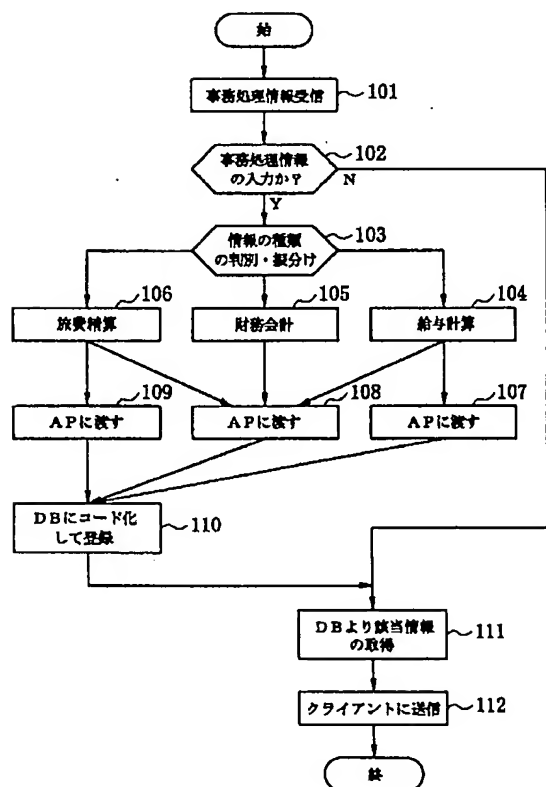 始
事務処理情報受信
101
事務処理情報
の入力か?
102
N
Y
情報の種類
の判別・振分け
103
106
105
104
旅費精算
財務会計
給与計算
109
108
107
APに渡す
APに渡す
APに渡す
DBにコード化
して登録
110
DBより該当情報
の取得
111
クライアントに送信
112
終